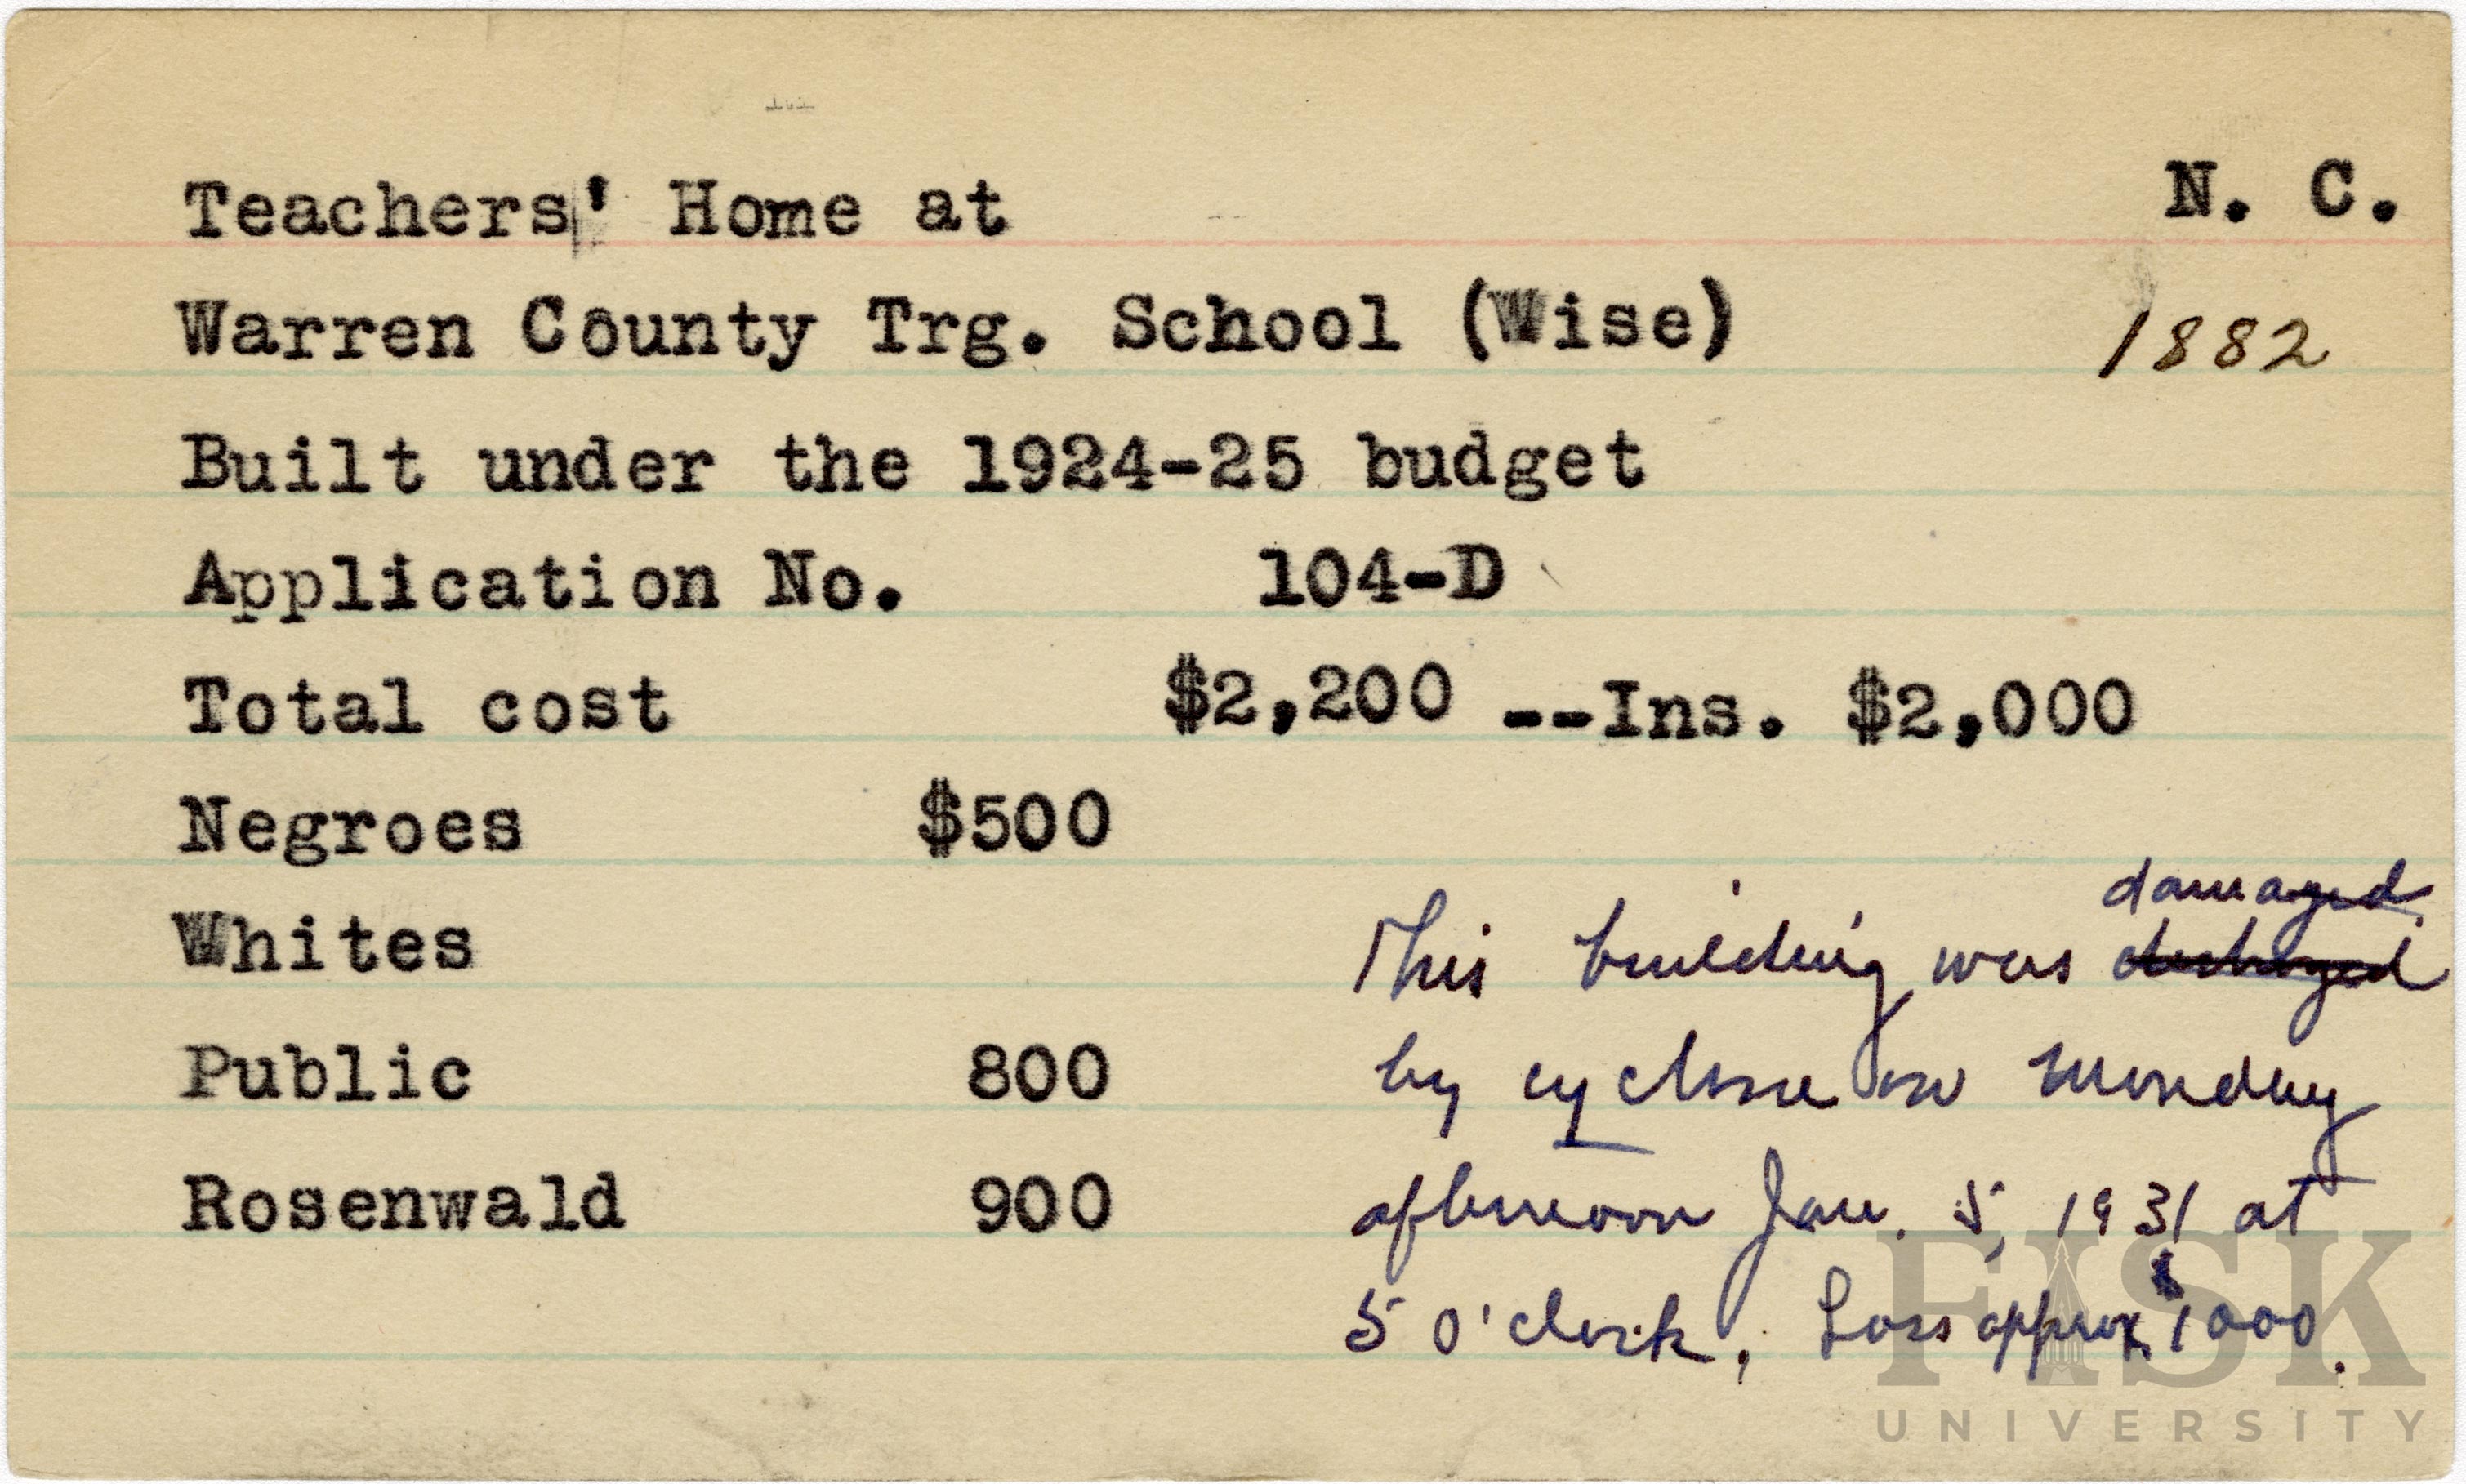 Teachers' Home at
N. C.
Warren County Trg. School (Wise)
1882
Built under the 1924-25 budget
Application No. 104-D
Total cost $2,200 --Ins. $2,000
Negroes $500
Whites
Public 800
Rosenwald 900
damaged
This building was destroyed
by cyclone on Monday
afternoon Jan. 5, 1931 at
5 O'clock. Loss approx $1000.
FISK
UNIVERSITY